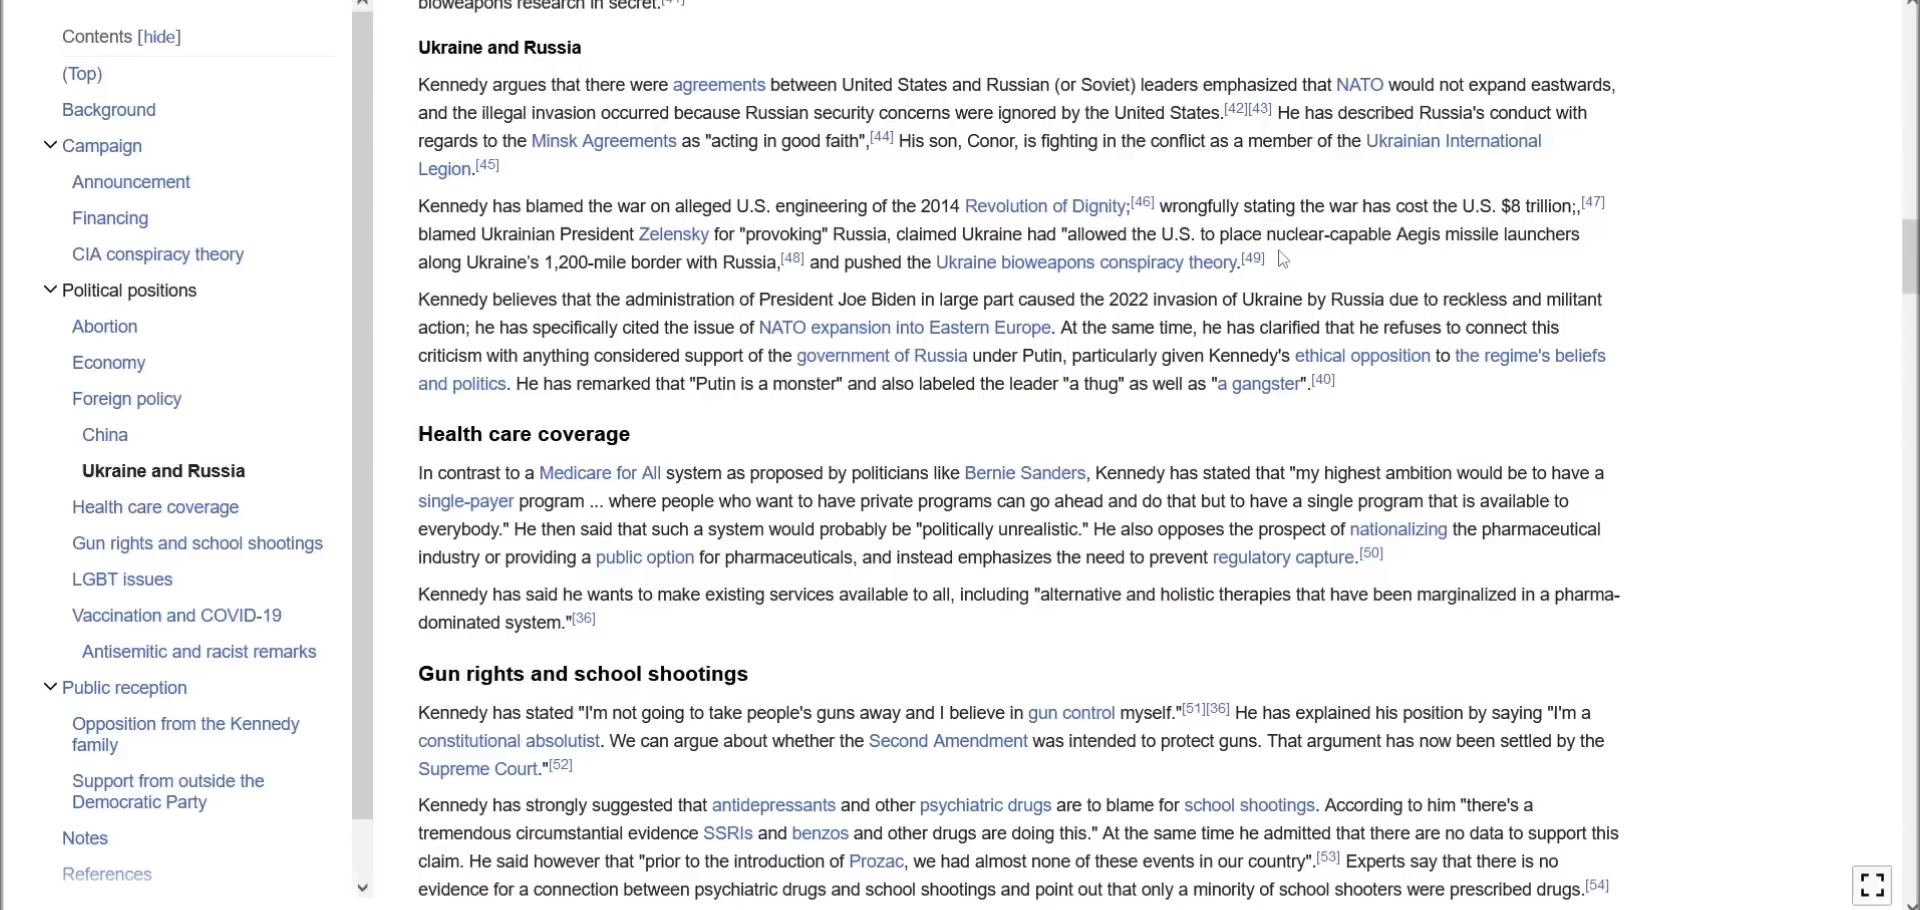 Contents [hide]
(Top)
Background
Campaign
Announcement
Financing
CIA conspiracy theory
Political positions
Abortion
Economy
Foreign policy
China
Ukraine and Russia
Health care coverage
Gun rights and school shootings
LGBT issues
Vaccination and COVID-19
Antisemitic and racist remarks
Public reception
Opposition from the Kennedy
family
Support from outside the
Democratic Party
Notes
References
bioweapons research in secret.[41]
Ukraine and Russia
Kennedy argues that there were agreements between United States and Russian (or Soviet) leaders emphasized that NATO would not expand eastwards,
and the illegal invasion occurred because Russian security concerns were ignored by the United States.[42][43] He has described Russia's conduct with
regards to the Minsk Agreements as "acting in good faith",[44] His son, Conor, is fighting in the conflict as a member of the Ukrainian International
Legion.[45]
Kennedy has blamed the war on alleged U.S. engineering of the 2014 Revolution of Dignity;[46] wrongfully stating the war has cost the U.S. $8 trillion;,[47]
blamed Ukrainian President Zelensky for "provoking" Russia, claimed Ukraine had "allowed the U.S. to place nuclear-capable Aegis missile launchers
along Ukraine's 1,200-mile border with Russia,[48] and pushed the Ukraine bioweapons conspiracy theory.[49]
Kennedy believes that the administration of President Joe Biden in large part caused the 2022 invasion of Ukraine by Russia due to reckless and militant
action; he has specifically cited the issue of NATO expansion into Eastern Europe. At the same time, he has clarified that he refuses to connect this
criticism with anything considered support of the government of Russia under Putin, particularly given Kennedy's ethical opposition to the regime's beliefs
and politics. He has remarked that "Putin is a monster" and also labeled the leader "a thug" as well as "a gangster".[40]
Health care coverage
In contrast to a Medicare for All system as proposed by politicians like Bernie Sanders, Kennedy has stated that "my highest ambition would be to have a
single-payer program ... where people who want to have private programs can go ahead and do that but to have a single program that is available to
everybody." He then said that such a system would probably be "politically unrealistic." He also opposes the prospect of nationalizing the pharmaceutical
industry or providing a public option for pharmaceuticals, and instead emphasizes the need to prevent regulatory capture.[50]
Kennedy has said he wants to make existing services available to all, including "alternative and holistic therapies that have been marginalized in a pharma-
dominated system."[36]
Gun rights and school shootings
Kennedy has stated "I'm not going to take people's guns away and I believe in gun control myself."[51][36] He has explained his position by saying "I'm a
constitutional absolutist. We can argue about whether the Second Amendment was intended to protect guns. That argument has now been settled by the
Supreme Court."[52]
Kennedy has strongly suggested that antidepressants and other psychiatric drugs are to blame for school shootings. According to him "there's a
tremendous circumstantial evidence SSRIs and benzos and other drugs are doing this." At the same time he admitted that there are no data to support this
claim. He said however that "prior to the introduction of Prozac, we had almost none of these events in our country".[53] Experts say that there is no
evidence for a connection between psychiatric drugs and school shootings and point out that only a minority of school shooters were prescribed drugs.[54]